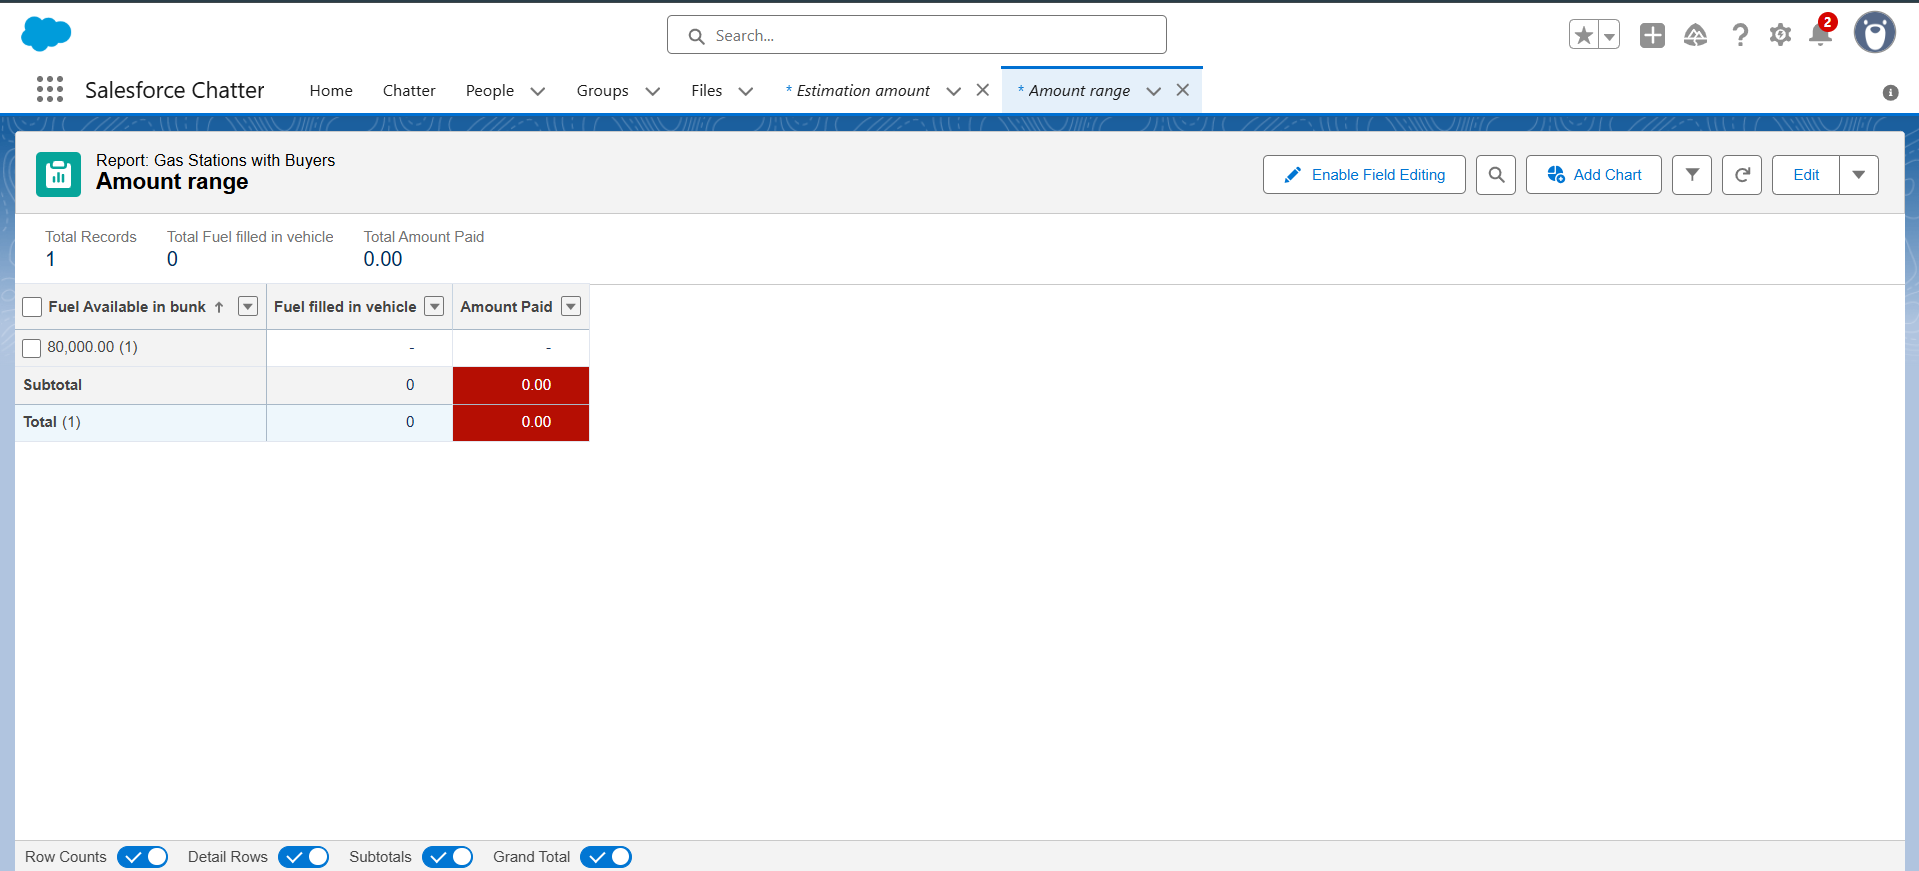 Search...
2
Salesforce Chatter Home Chatter People Groups Files * Estimation amount * Amount range
Report: Gas Stations with Buyers
Amount range
Enable Field Editing Add Chart Edit
Total Records Total Fuel filled in vehicle Total Amount Paid
1 0 0.00
Fuel Available in bunk ↑ Fuel filled in vehicle Amount Paid
80,000.00 (1) - -
Subtotal 0 0.00
Total (1) 0 0.00
Row Counts Detail Rows Subtotals Grand Total